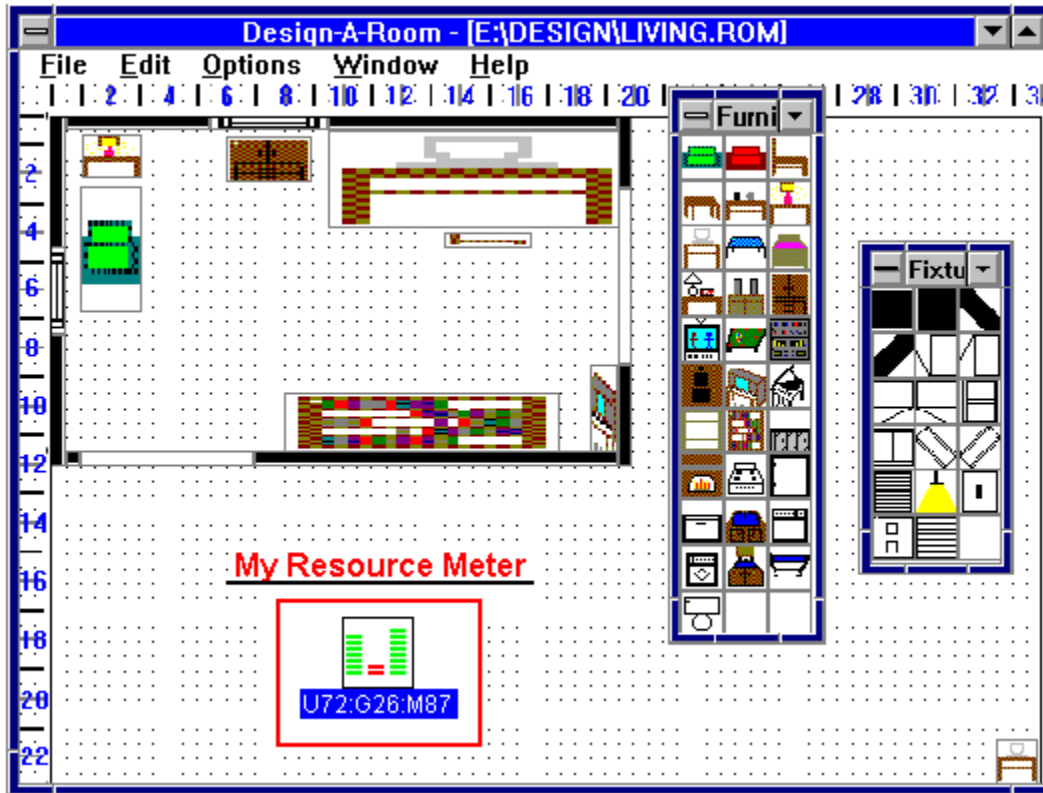 Design-A-Room - [E:\DESIGN\LIVING.ROM]
File Edit Options Window Help
2 4 6 8 10 12 14 16 18 20 28 30 32
Furni
Fixtu
2
4
6
8
10
12
14
16
18
20
22
My Resource Meter
U72:G26:M87